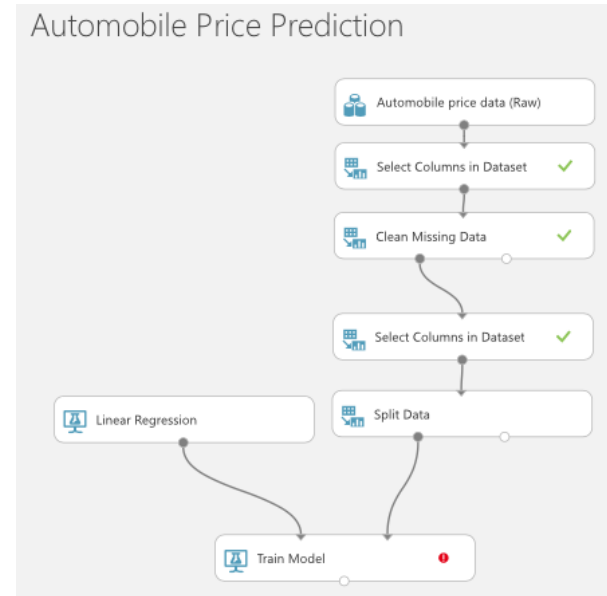 Automobile Price Prediction
Automobile price data (Raw)
Select Columns in Dataset
Clean Missing Data
Select Columns in Dataset
Linear Regression
Split Data
Train Model